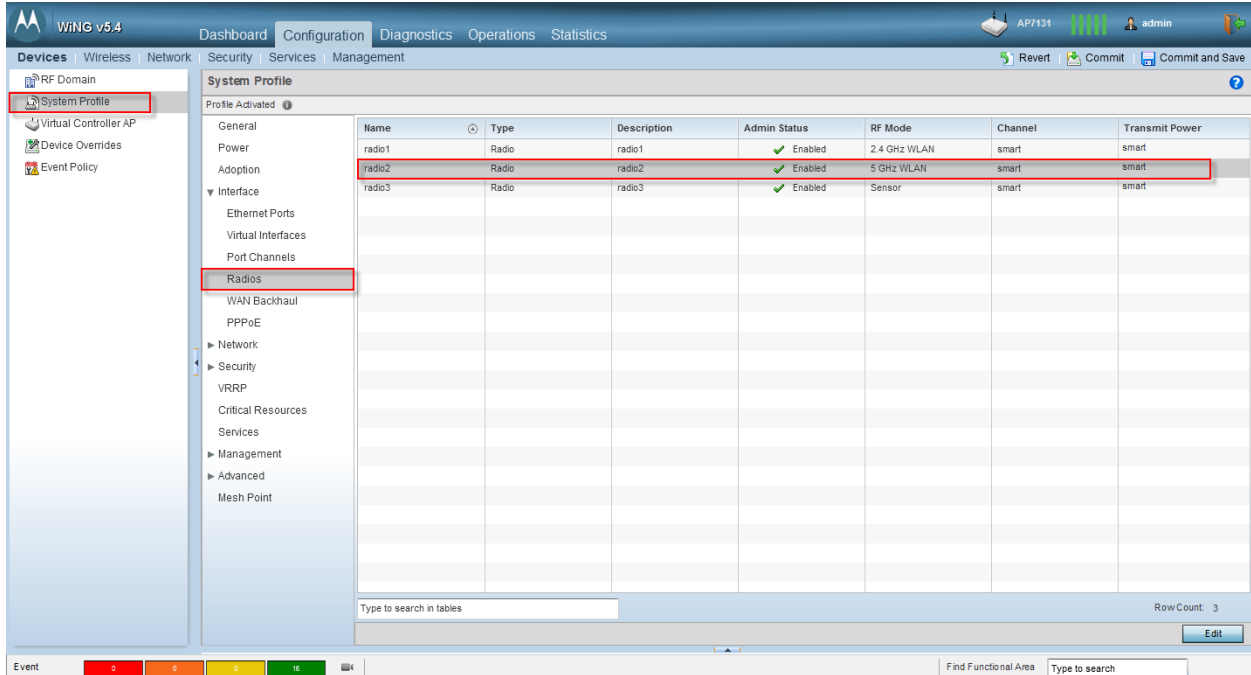 WiNG v5.4
Dashboard Configuration Diagnostics Operations Statistics
AP7131 admin
Devices Wireless Network Security Services Management
Revert Commit Commit and Save
RF Domain
System Profile
Virtual Controller AP
Device Overrides
Event Policy
System Profile
Profile Activated
General
Power
Adoption
Interface
Ethernet Ports
Virtual Interfaces
Port Channels
Radios
WAN Backhaul
PPPoE
Network
Security
VRRP
Critical Resources
Services
Management
Advanced
Mesh Point
Name Type Description Admin Status RF Mode Channel Transmit Power
radio1 Radio radio1 Enabled 2.4 GHz WLAN smart smart
radio2 Radio radio2 Enabled 5 GHz WLAN smart smart
radio3 Radio radio3 Enabled Sensor smart smart
Type to search in tables
Row Count: 3
Edit
Event 0 0 0 16
Find Functional Area Type to search